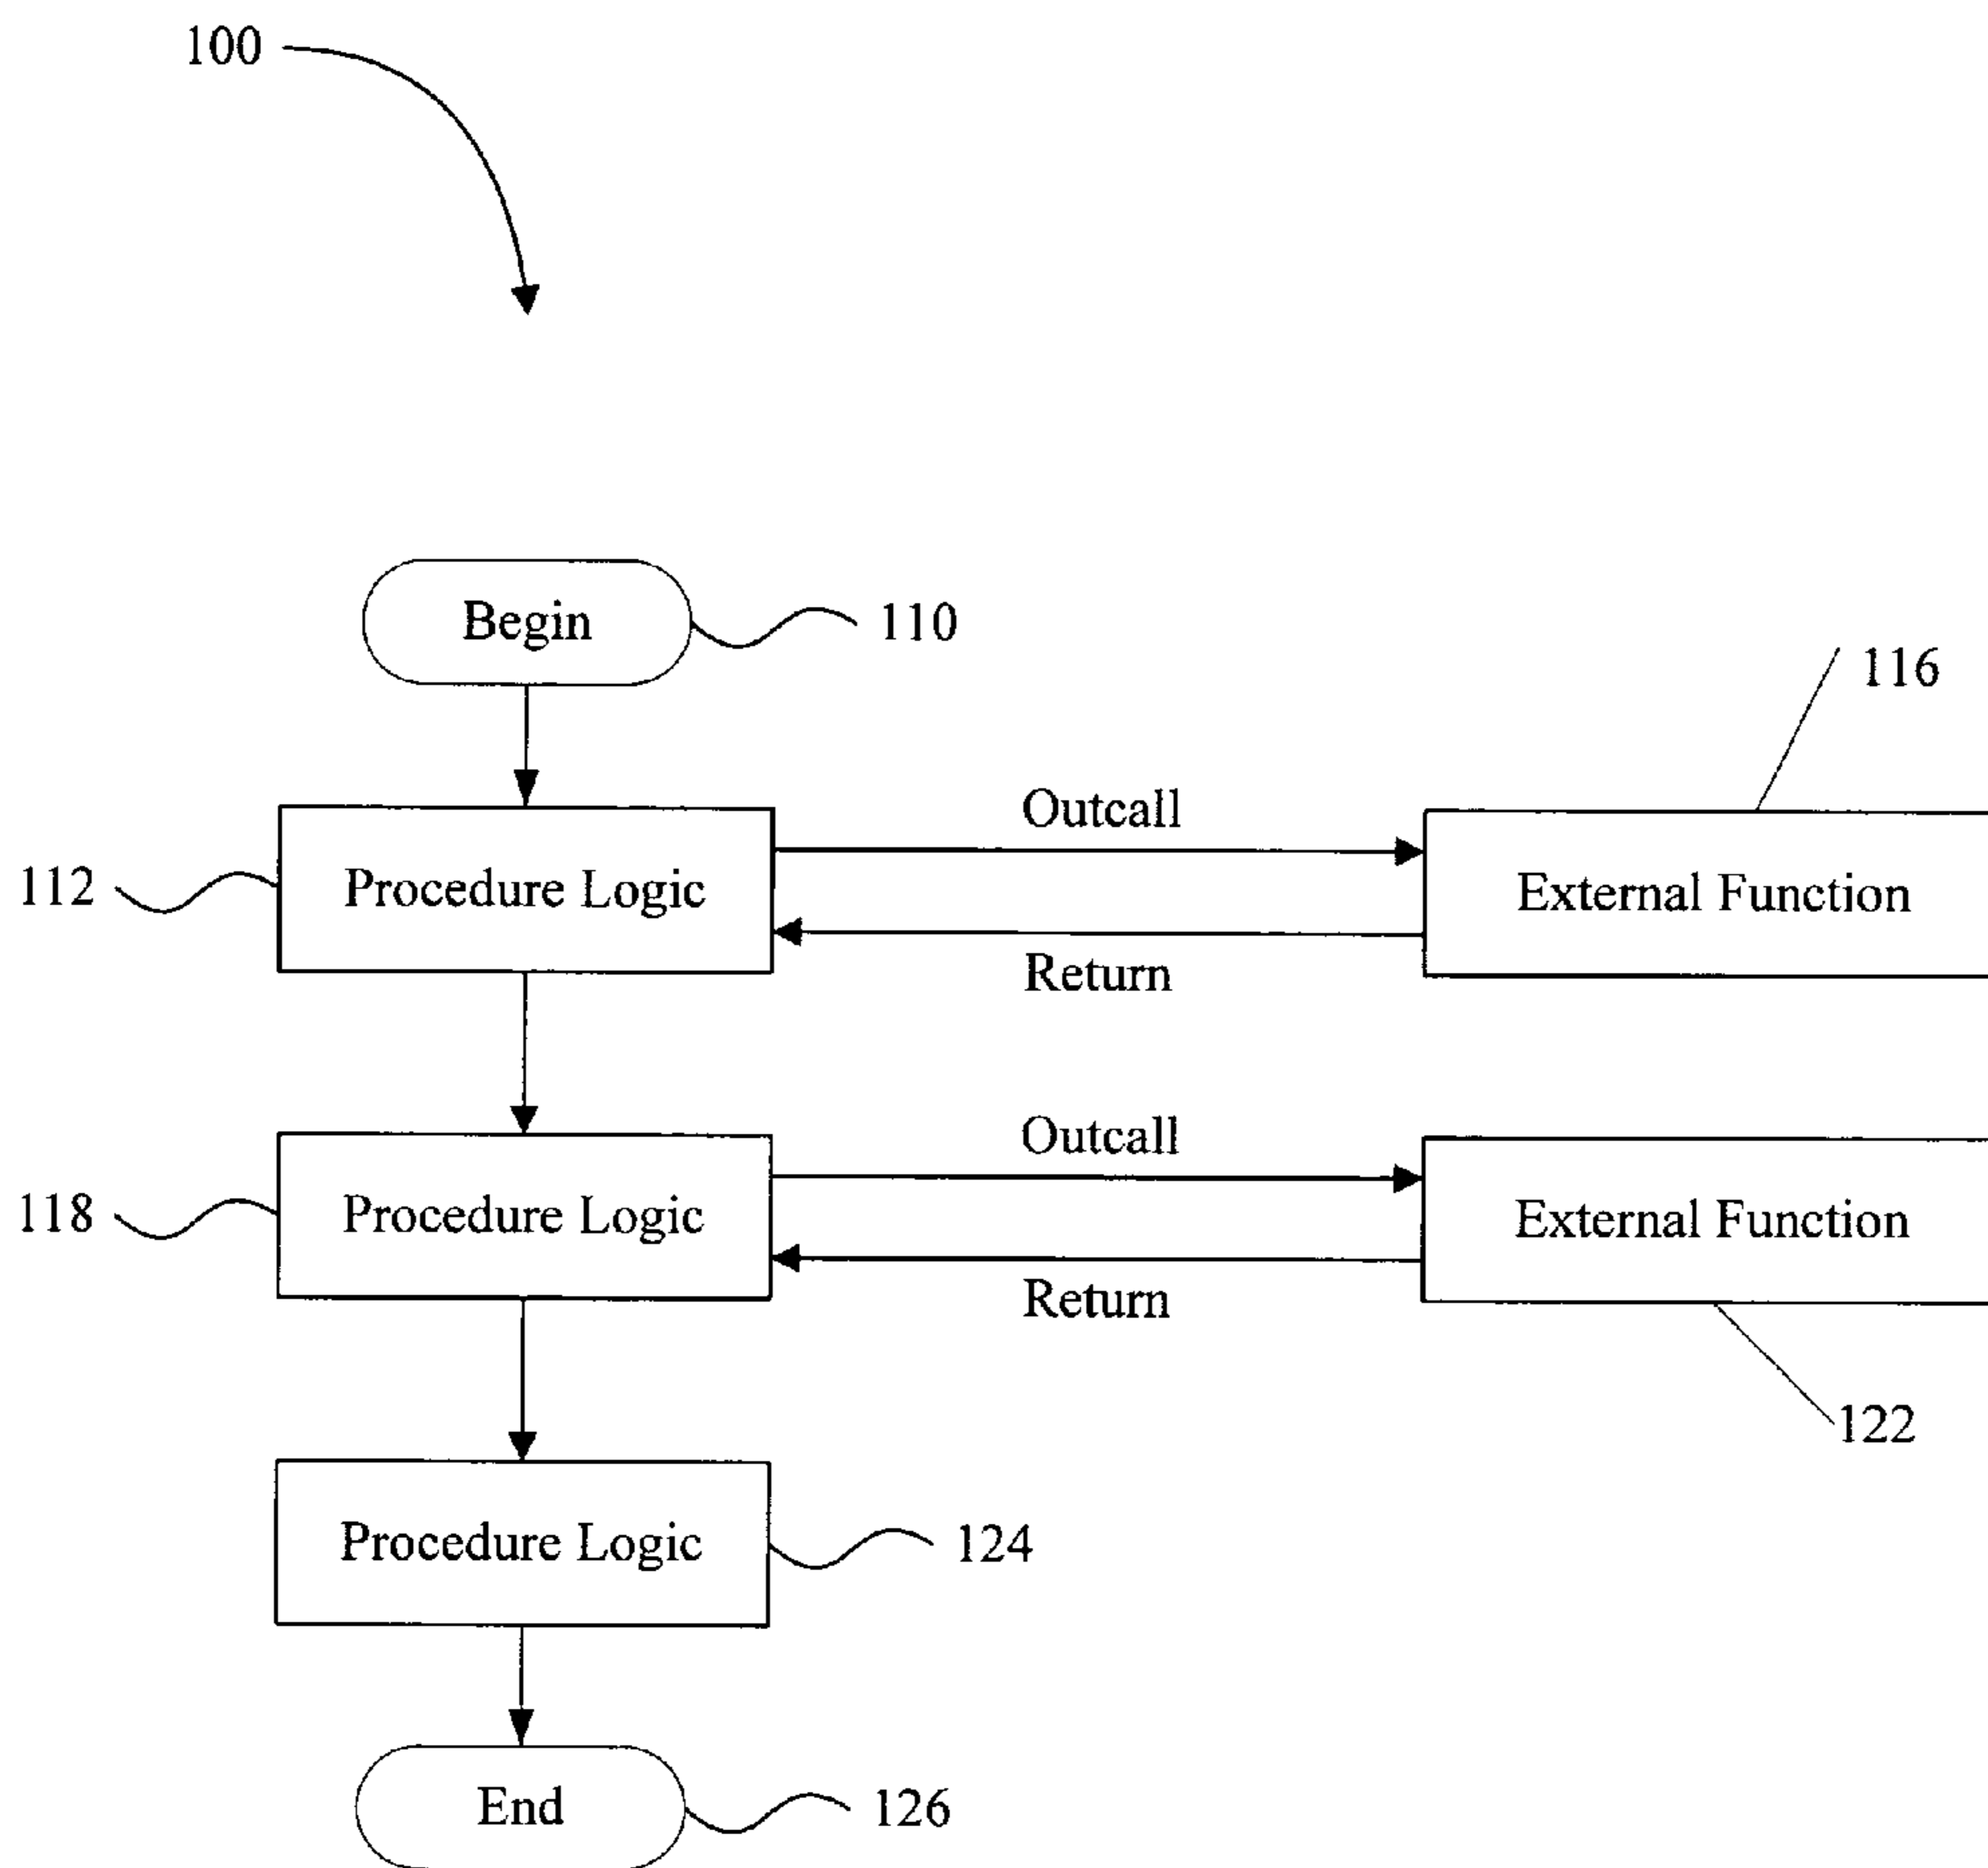 100
Begin
110
116
Outcall
112
Procedure Logic
External Function
Return
Outcall
118
Procedure Logic
External Function
Return
122
Procedure Logic
124
End
126